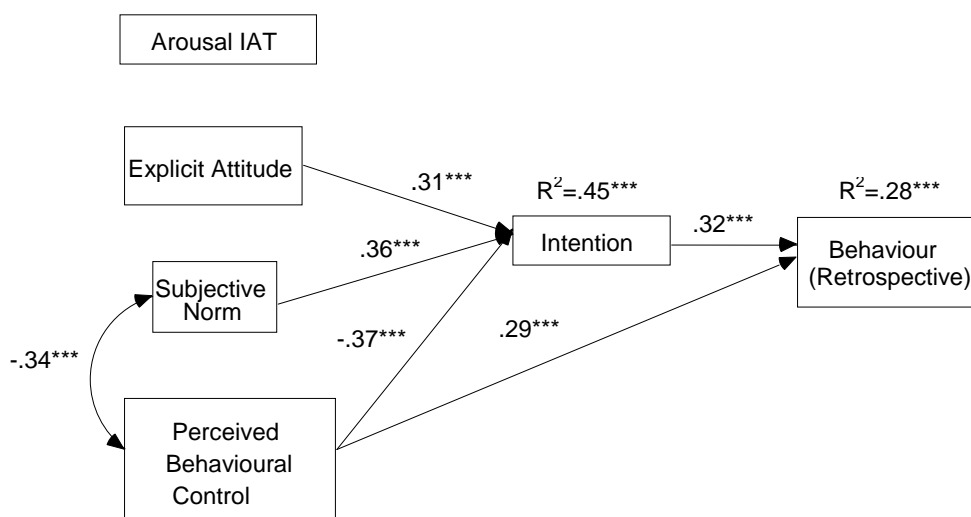 Arousal IAT
Explicit Attitude
.31***
R²=.45***
R²=.28***
.36***
Intention
.32***
Behaviour
(Retrospective)
Subjective
Norm
-.34***
-.37***
.29***
Perceived
Behavioural
Control